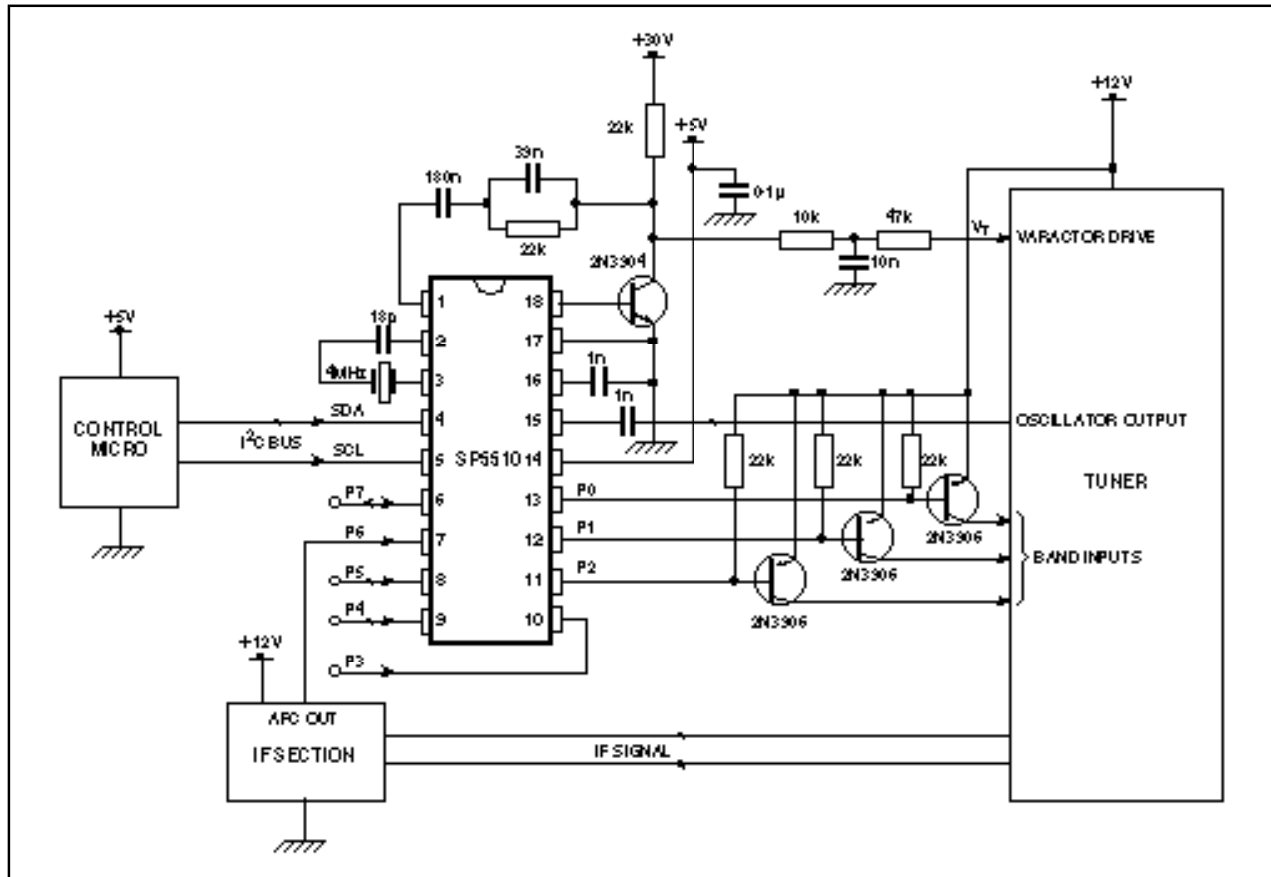 +30V
+12V
22k
+5V
39n
180n
0·1µ
22k
10k
47k
VT
VARACTOR DRIVE
10n
2N3904
1
18
18p
2
17
+5V
4MHz
3
16
1n
CONTROL
MICRO
SDA
4
15
1n
OSCILLATOR OUTPUT
I2C BUS
SCL
5
SP5510
14
22k
22k
22k
TUNER
P7
6
13
P0
2N3906
P6
7
12
P1
2N3906
BAND INPUTS
P5
8
11
P2
2N3906
P4
9
10
+12V
P3
AFC OUT
IF SECTION
IF SIGNAL